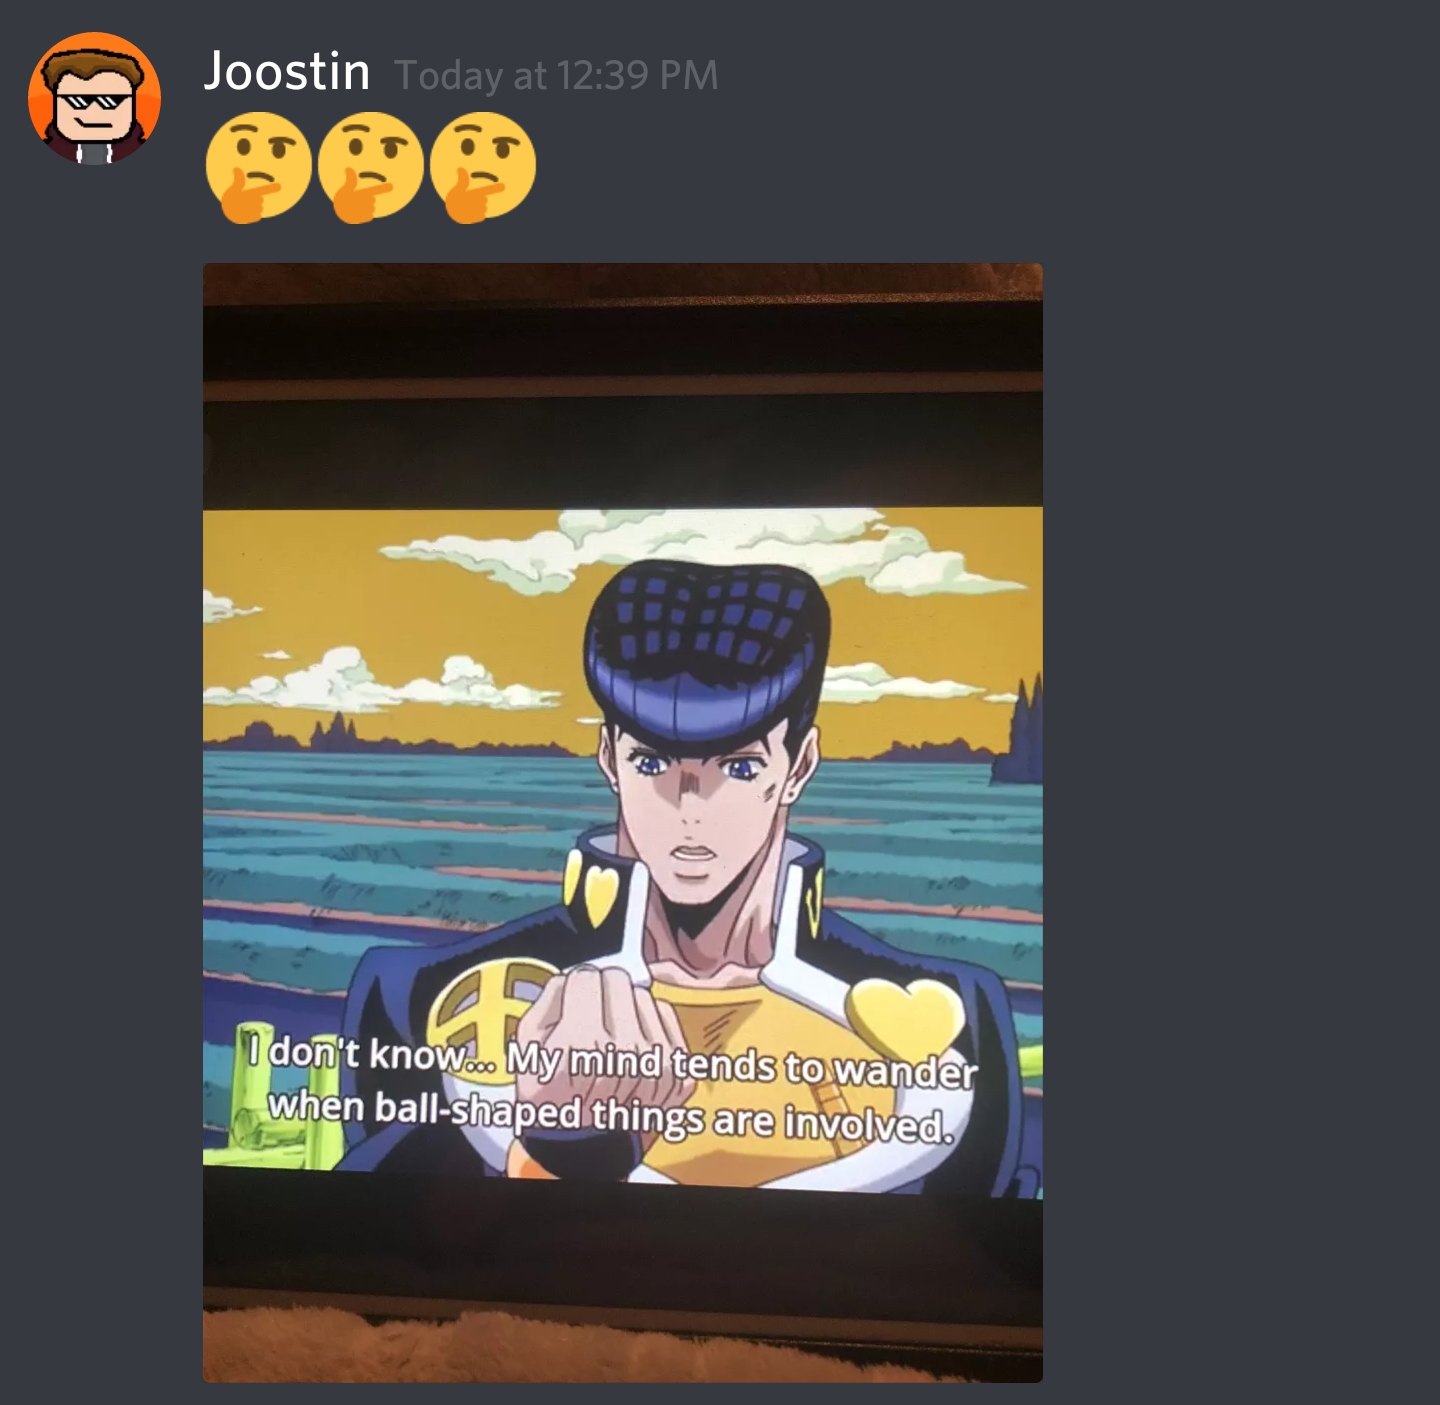 Joostin Today at 12:39 PM
🤔🤔🤔
I don't know... My mind tends to wander
when ball-shaped things are involved.